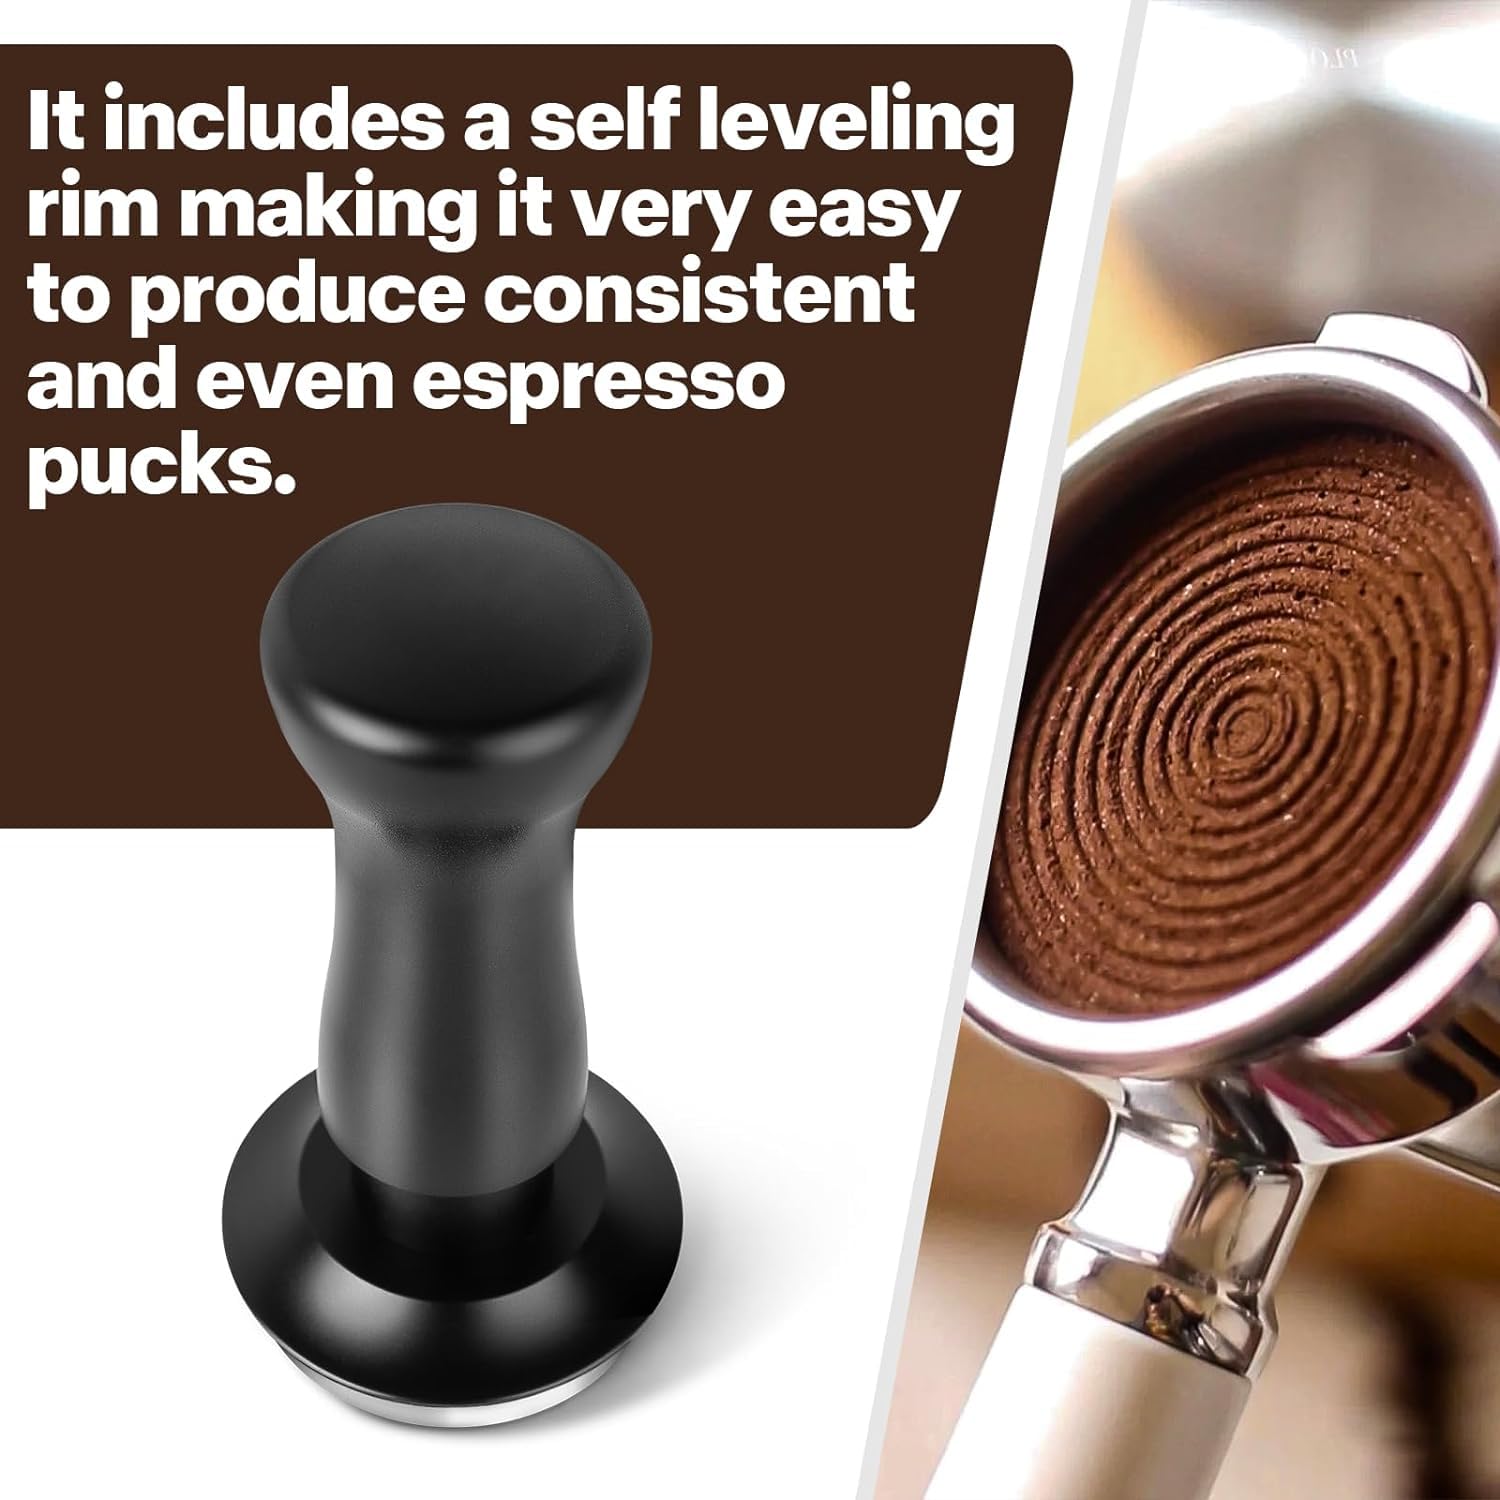 It includes a self leveling
rim making it very easy
to produce consistent
and even espresso
pucks.